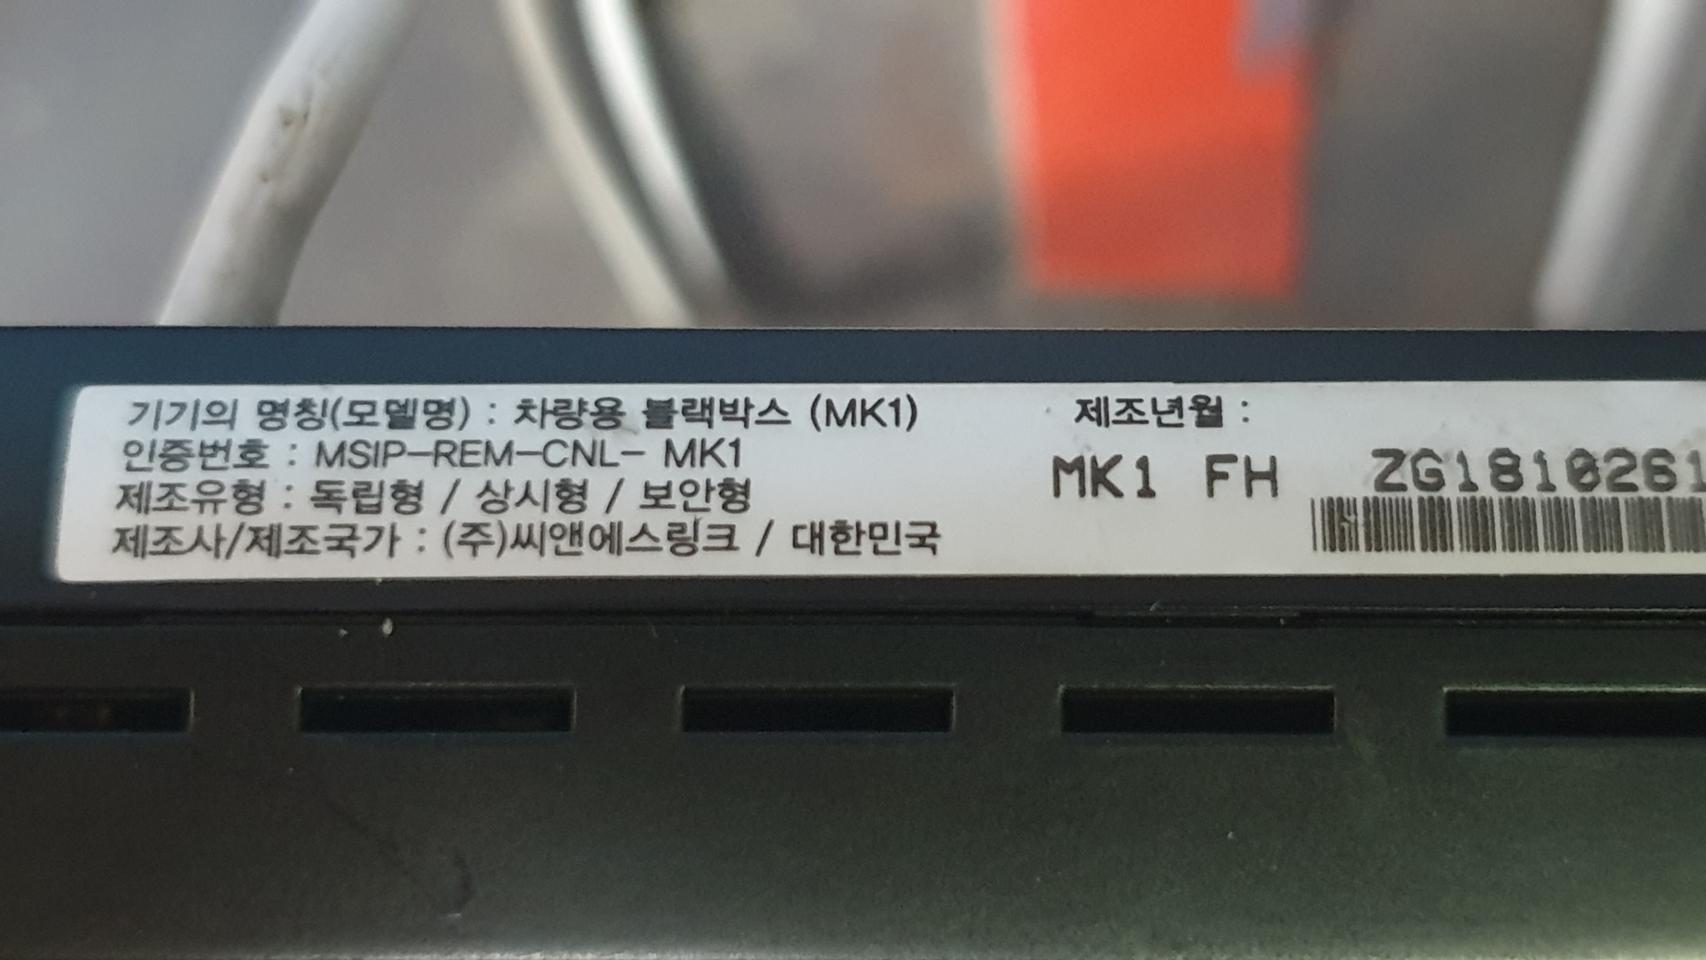 기기의 명칭(모델명) : 차량용 블랙박스 (MK1)
인증번호 : MSIP-REM-CNL- MK1
제조유형 : 독립형 / 상시형 / 보안형
제조사/제조국가 : (주)씨앤에스링크 / 대한민국
제조년월 :
MK1 FH ZG1810261